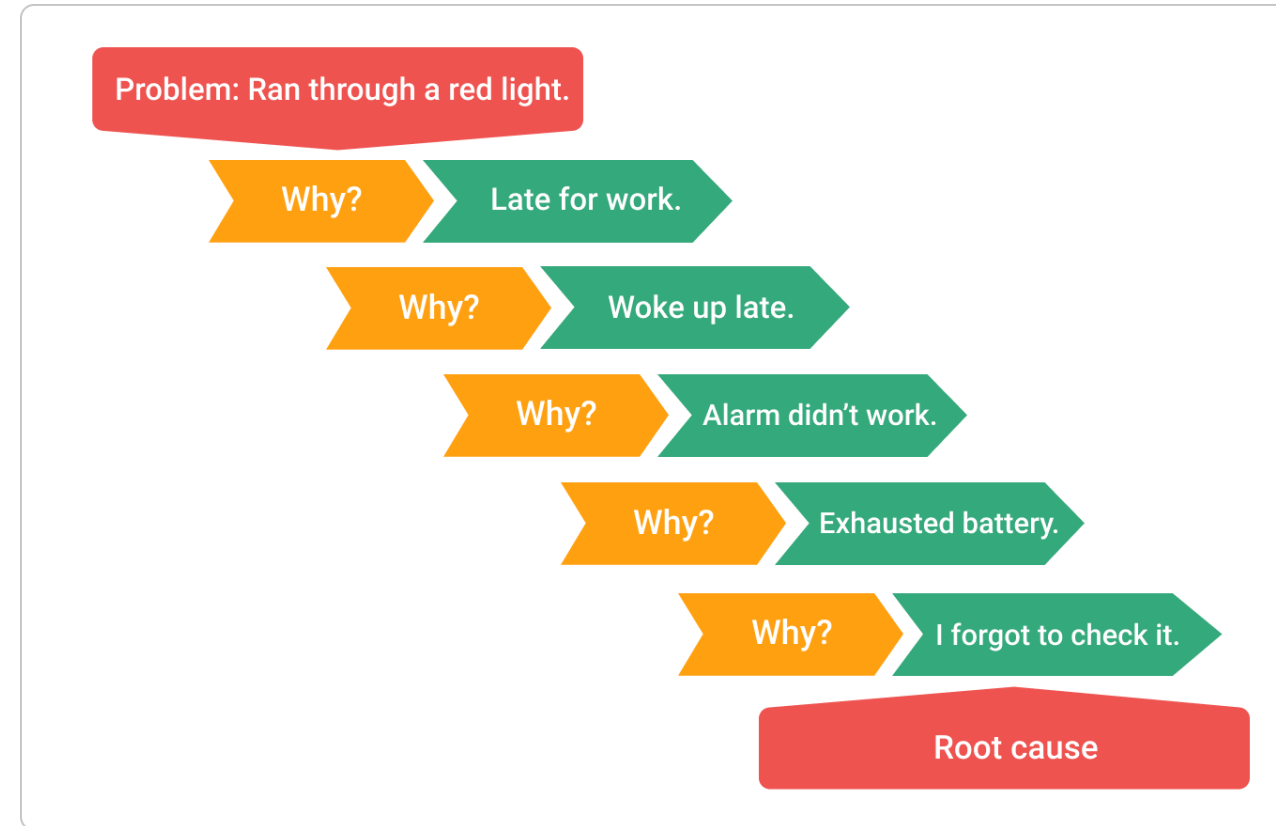 Problem: Ran through a red light.
Why? Late for work.
Why? Woke up late.
Why? Alarm didn’t work.
Why? Exhausted battery.
Why? I forgot to check it.
Root cause